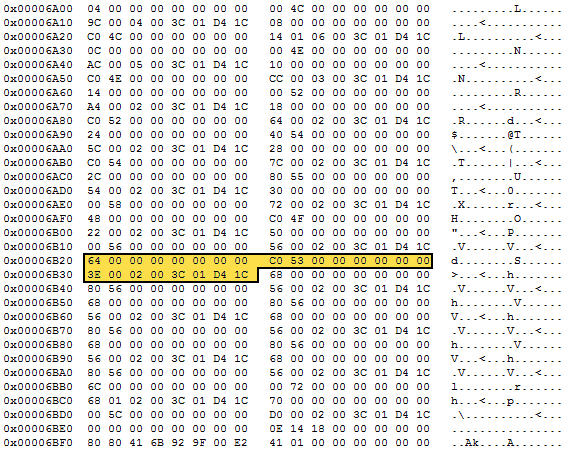 0x00006A00 04 00 00 00 00 00 00 00 00 4C 00 00 00 00 00 00 .........L......
0x00006A10 9C 00 04 00 3C 01 D4 1C 08 00 00 00 00 00 00 00 ....<...........
0x00006A20 C0 4C 00 00 00 00 00 00 14 01 06 00 3C 01 D4 1C .L..........<...
0x00006A30 0C 00 00 00 00 00 00 00 00 4E 00 00 00 00 00 00 .........N......
0x00006A40 AC 00 05 00 3C 01 D4 1C 10 00 00 00 00 00 00 00 ....<...........
0x00006A50 C0 4E 00 00 00 00 00 00 CC 00 03 00 3C 01 D4 1C .N..........<...
0x00006A60 14 00 00 00 00 00 00 00 00 52 00 00 00 00 00 00 .........R......
0x00006A70 A4 00 02 00 3C 01 D4 1C 18 00 00 00 00 00 00 00 ....<...........
0x00006A80 C0 52 00 00 00 00 00 00 64 00 02 00 3C 01 D4 1C .R......d...<...
0x00006A90 24 00 00 00 00 00 00 00 40 54 00 00 00 00 00 00 $.......@T......
0x00006AA0 5C 00 02 00 3C 01 D4 1C 28 00 00 00 00 00 00 00 \...<...(.......
0x00006AB0 C0 54 00 00 00 00 00 00 7C 00 02 00 3C 01 D4 1C .T......|...<...
0x00006AC0 2C 00 00 00 00 00 00 00 80 55 00 00 00 00 00 00 ,........U......
0x00006AD0 54 00 02 00 3C 01 D4 1C 30 00 00 00 00 00 00 00 T...<...0.......
0x00006AE0 00 58 00 00 00 00 00 00 72 00 02 00 3C 01 D4 1C .X......r...<...
0x00006AF0 48 00 00 00 00 00 00 00 C0 4F 00 00 00 00 00 00 H........O......
0x00006B00 22 00 02 00 3C 01 D4 1C 50 00 00 00 00 00 00 00 "...<...P.......
0x00006B10 00 56 00 00 00 00 00 00 56 00 02 00 3C 01 D4 1C .V......V...<...
0x00006B20 64 00 00 00 00 00 00 00 C0 53 00 00 00 00 00 00 d........S......
0x00006B30 3E 00 02 00 3C 01 D4 1C 68 00 00 00 00 00 00 00 >...<...h.......
0x00006B40 80 56 00 00 00 00 00 00 56 00 02 00 3C 01 D4 1C .V......V...<...
0x00006B50 68 00 00 00 00 00 00 00 80 56 00 00 00 00 00 00 h........V......
0x00006B60 56 00 02 00 3C 01 D4 1C 68 00 00 00 00 00 00 00 V...<...h.......
0x00006B70 80 56 00 00 00 00 00 00 56 00 02 00 3C 01 D4 1C .V......V...<...
0x00006B80 68 00 00 00 00 00 00 00 80 56 00 00 00 00 00 00 h........V......
0x00006B90 56 00 02 00 3C 01 D4 1C 68 00 00 00 00 00 00 00 V...<...h.......
0x00006BA0 80 56 00 00 00 00 00 00 56 00 02 00 3C 01 D4 1C .V......V...<...
0x00006BB0 6C 00 00 00 00 00 00 00 00 72 00 00 00 00 00 00 l........r......
0x00006BC0 68 01 02 00 3C 01 D4 1C 70 00 00 00 00 00 00 00 h...<...p.......
0x00006BD0 00 5C 00 00 00 00 00 00 D0 00 02 00 3C 01 D4 1C .\..........<...
0x00006BE0 00 00 00 00 00 00 00 00 0E 14 18 00 00 00 00 00 ................
0x00006BF0 80 80 41 6B 92 9F 00 E2 41 01 00 00 00 00 00 00 ..Ak....A.......